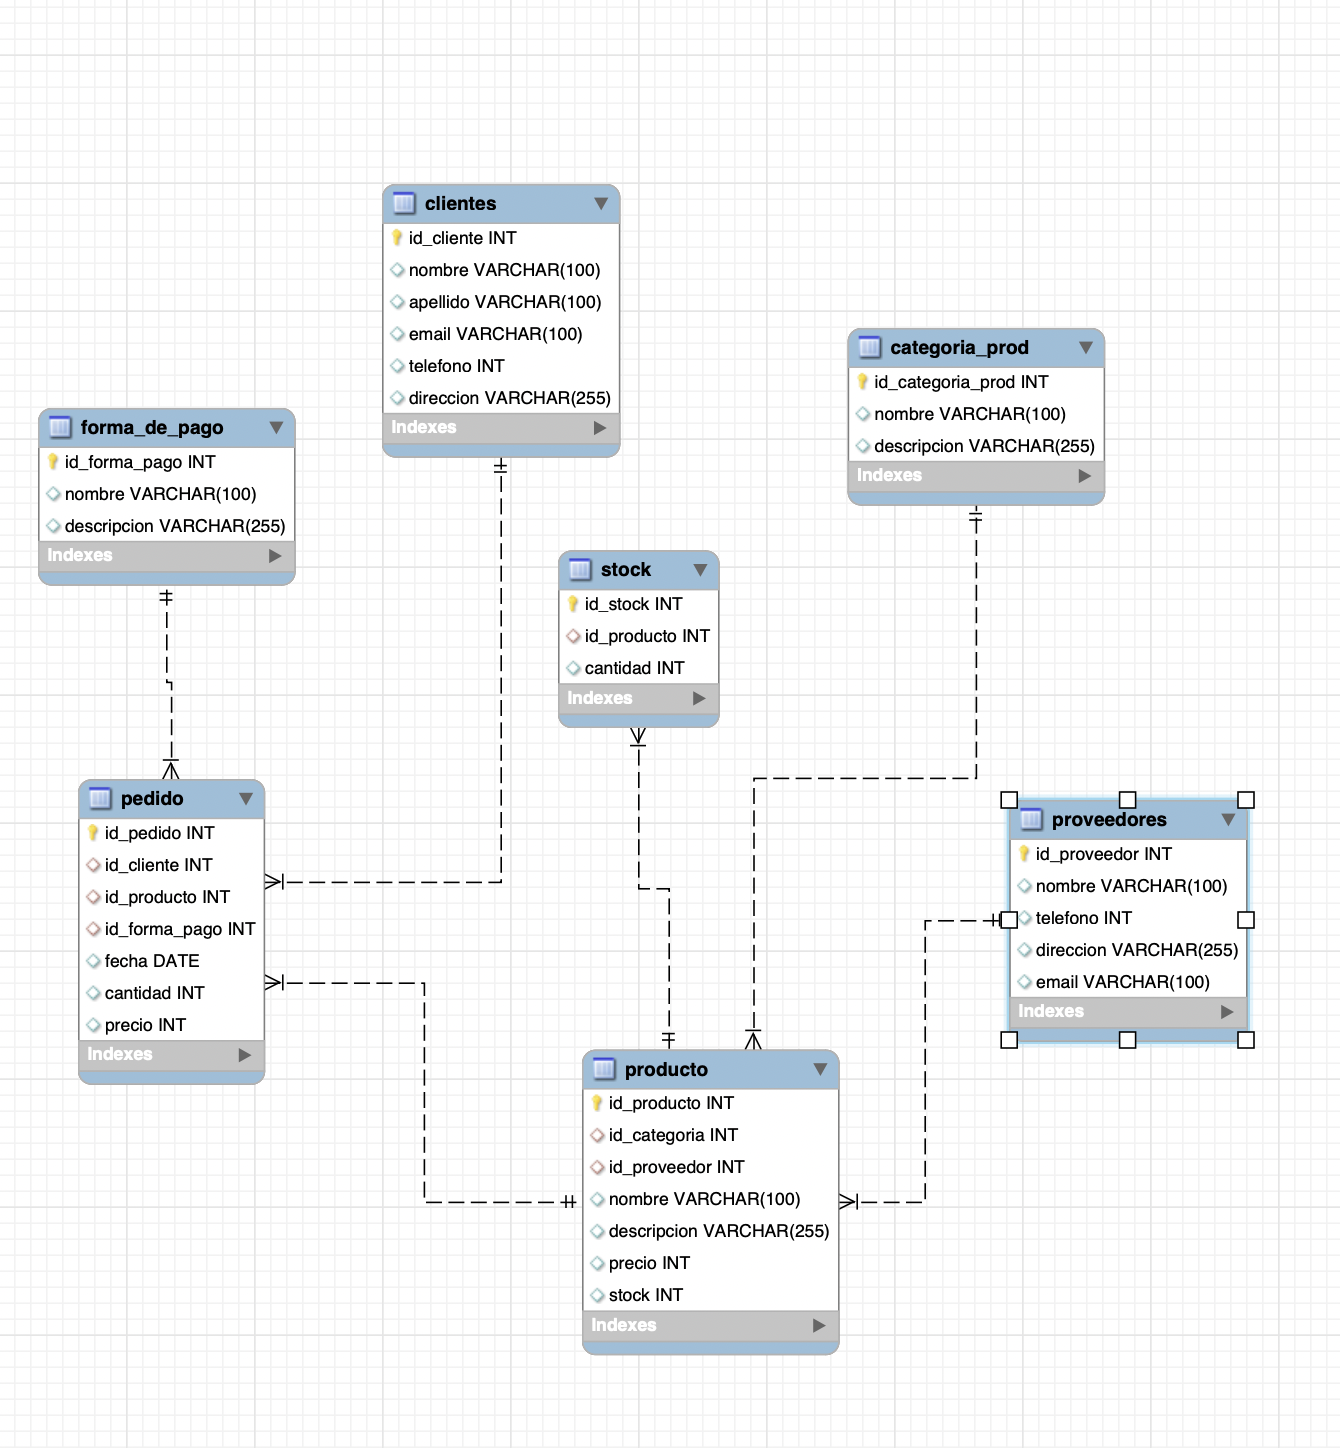 clientes
id_cliente INT
nombre VARCHAR(100)
apellido VARCHAR(100)
email VARCHAR(100)
telefono INT
direccion VARCHAR(255)
Indexes
categoria_prod
id_categoria_prod INT
nombre VARCHAR(100)
descripcion VARCHAR(255)
Indexes
forma_de_pago
id_forma_pago INT
nombre VARCHAR(100)
descripcion VARCHAR(255)
Indexes
stock
id_stock INT
id_producto INT
cantidad INT
Indexes
pedido
id_pedido INT
id_cliente INT
id_producto INT
id_forma_pago INT
fecha DATE
cantidad INT
precio INT
Indexes
proveedores
id_proveedor INT
nombre VARCHAR(100)
telefono INT
direccion VARCHAR(255)
email VARCHAR(100)
Indexes
producto
id_producto INT
id_categoria INT
id_proveedor INT
nombre VARCHAR(100)
descripcion VARCHAR(255)
precio INT
stock INT
Indexes